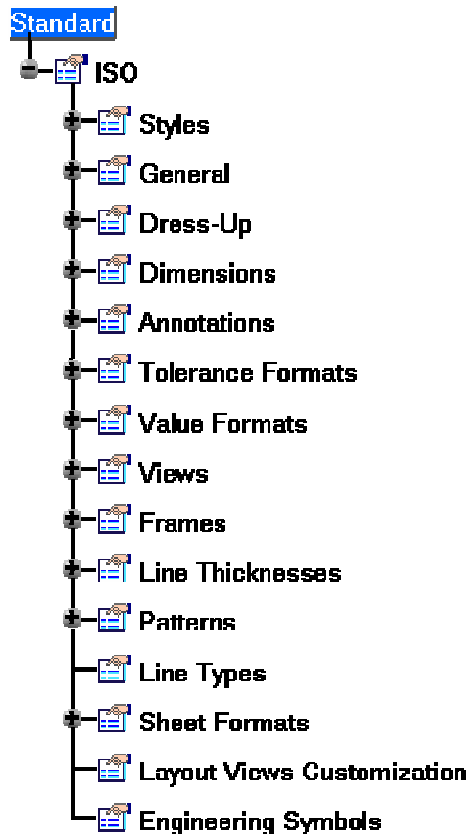 Standard
ISO
Styles
General
Dress-Up
Dimensions
Annotations
Tolerance Formats
Value Formats
Views
Frames
Line Thicknesses
Patterns
Line Types
Sheet Formats
Layout Views Customization
Engineering Symbols